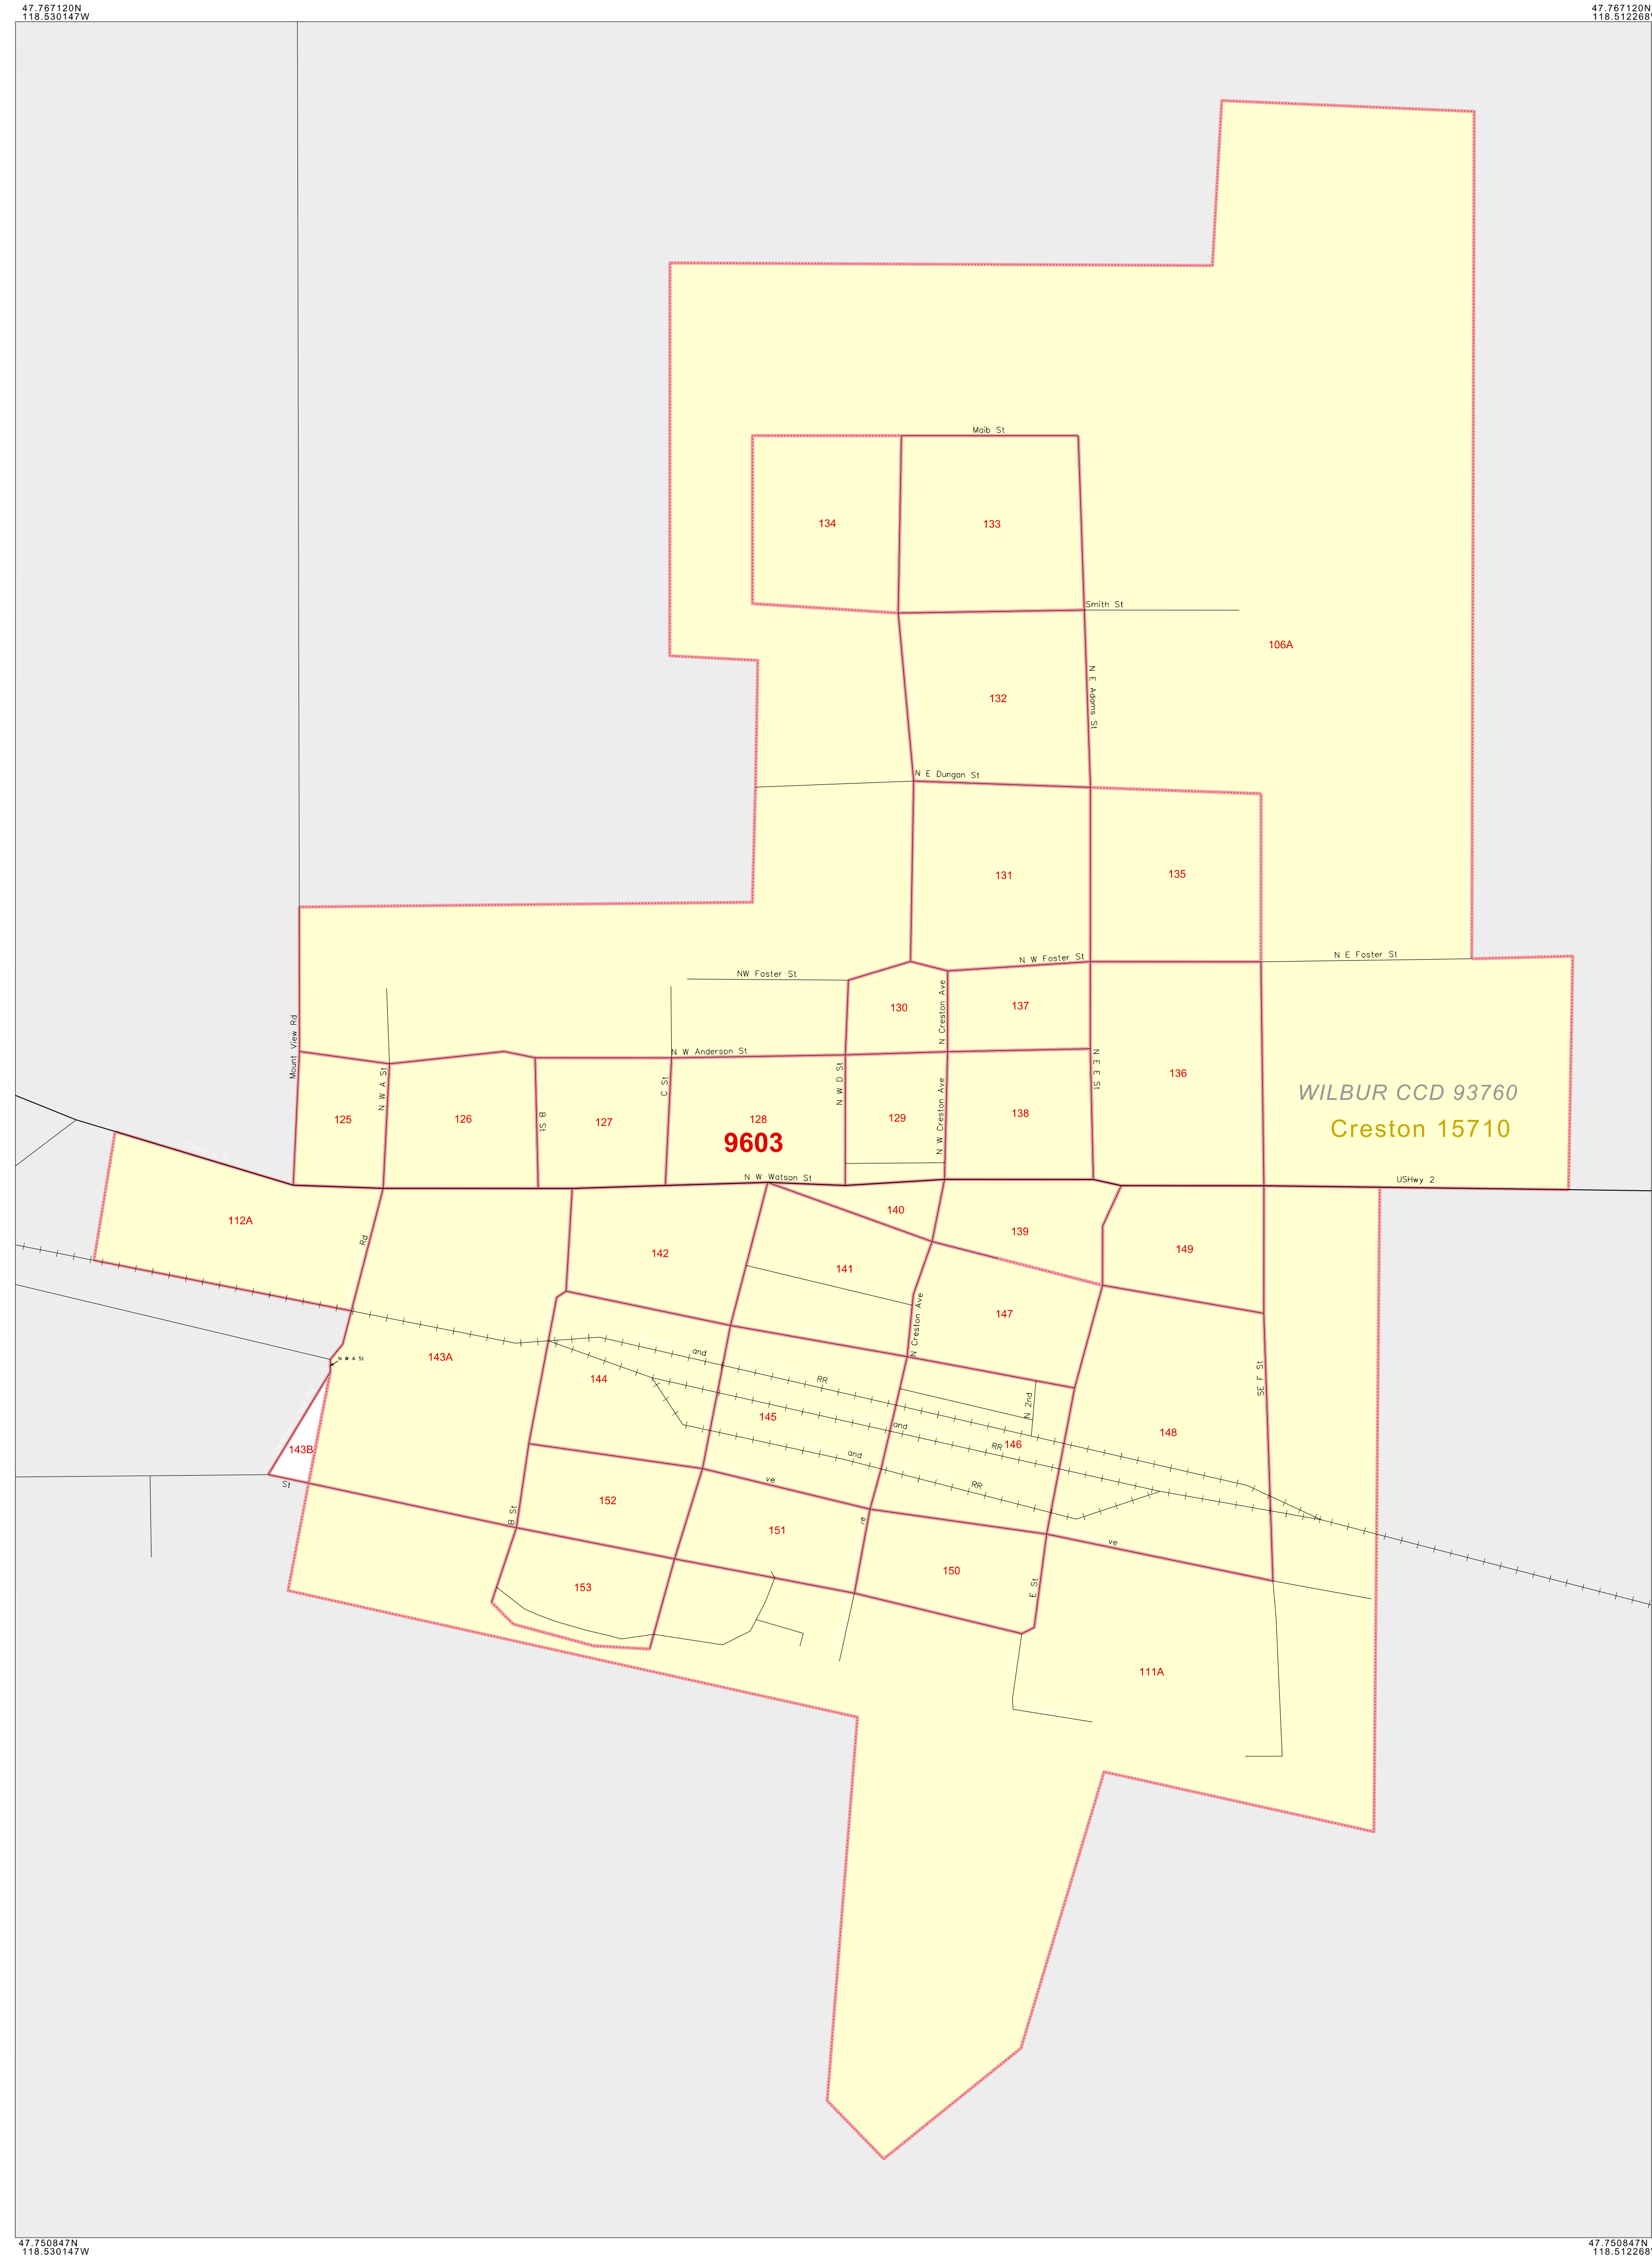 47.767120N
118.530147W
47.767120N
118.512268
Maib St
134
133
Smith St
106A
N E Adams St
132
N E Dungan St
131
135
N W Foster St
N E Foster St
NW Foster St
130
N Creston Ave
137
Mount View Rd
N W Anderson St
N W A St
C St
N W D St
N W Creston Ave
N E E St
136
WILBUR CCD 93760
Creston 15710
125
126
B St
127
128
129
138
9603
N W Watson St
USHwy 2
112A
Rd
140
139
149
142
141
147
N Creston Ave
143A
N W A St
and
RR
SE F St
144
145
N 2nd
and
RR
146
148
143B
and
RR
St
ve
B St
152
151
ve
150
ve
153
E St
111A
47.750847N
118.530147W
47.750847N
118.512268